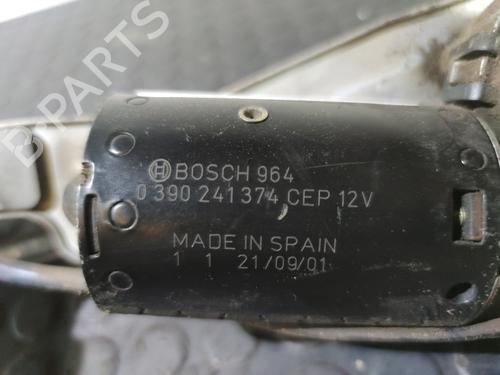 B-PARTS
BOSCH 964
0 390 241 374 CEP 12V
MADE IN SPAIN
1 1 21/09/01